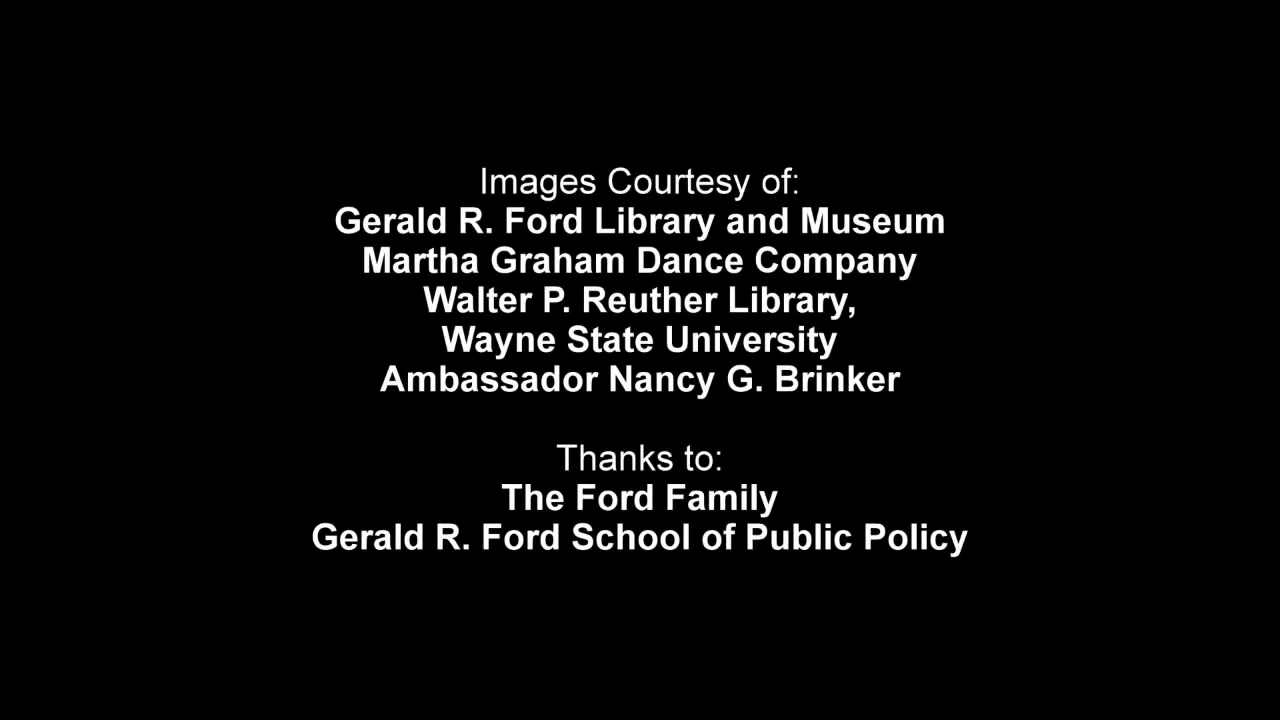 Images Courtesy of:
Gerald R. Ford Library and Museum
Martha Graham Dance Company
Walter P. Reuther Library,
Wayne State University
Ambassador Nancy G. Brinker
Thanks to:
The Ford Family
Gerald R. Ford School of Public Policy